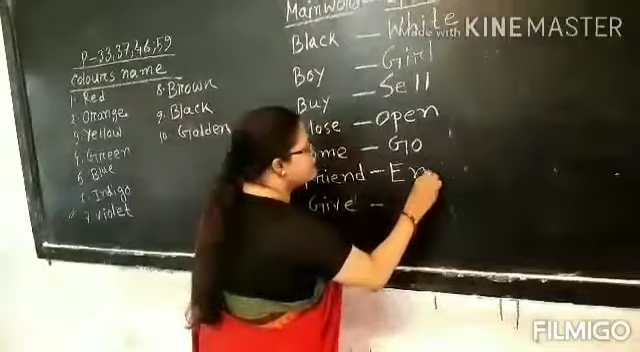 P-33,37,46,59
Colours name
1. Red
2. Orange
3. Yellow
4. Green
5. Blue
6. Indigo
7. Violet
8. Brown
9. Black
10. Golden
Black — White
Boy — Girl
Buy — Sell
lose — Open
me — Go
Friend — En
Give —
Made with KINEMASTER
FILMIGO